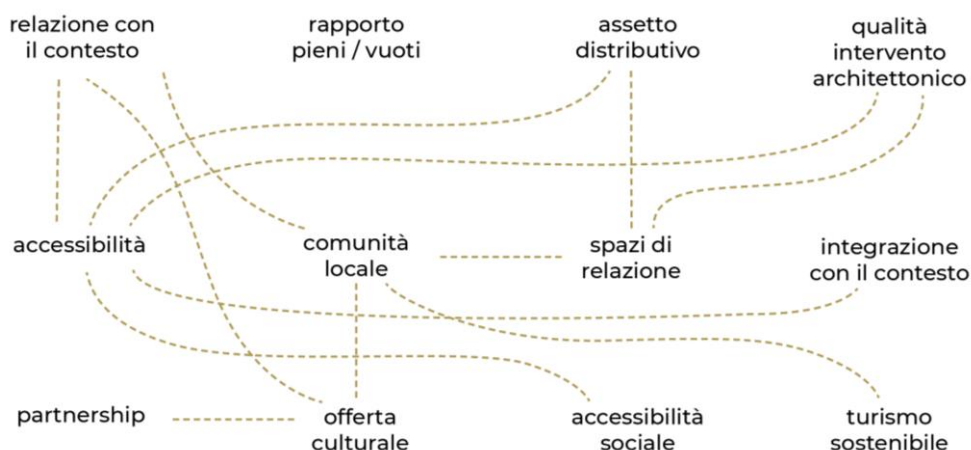 relazione con
il contesto
rapporto
pieni / vuoti
assetto
distributivo
qualità
intervento
architettonico
accessibilità
comunità
locale
spazi di
relazione
integrazione
con il contesto
partnership
offerta
culturale
accessibilità
sociale
turismo
sostenibile